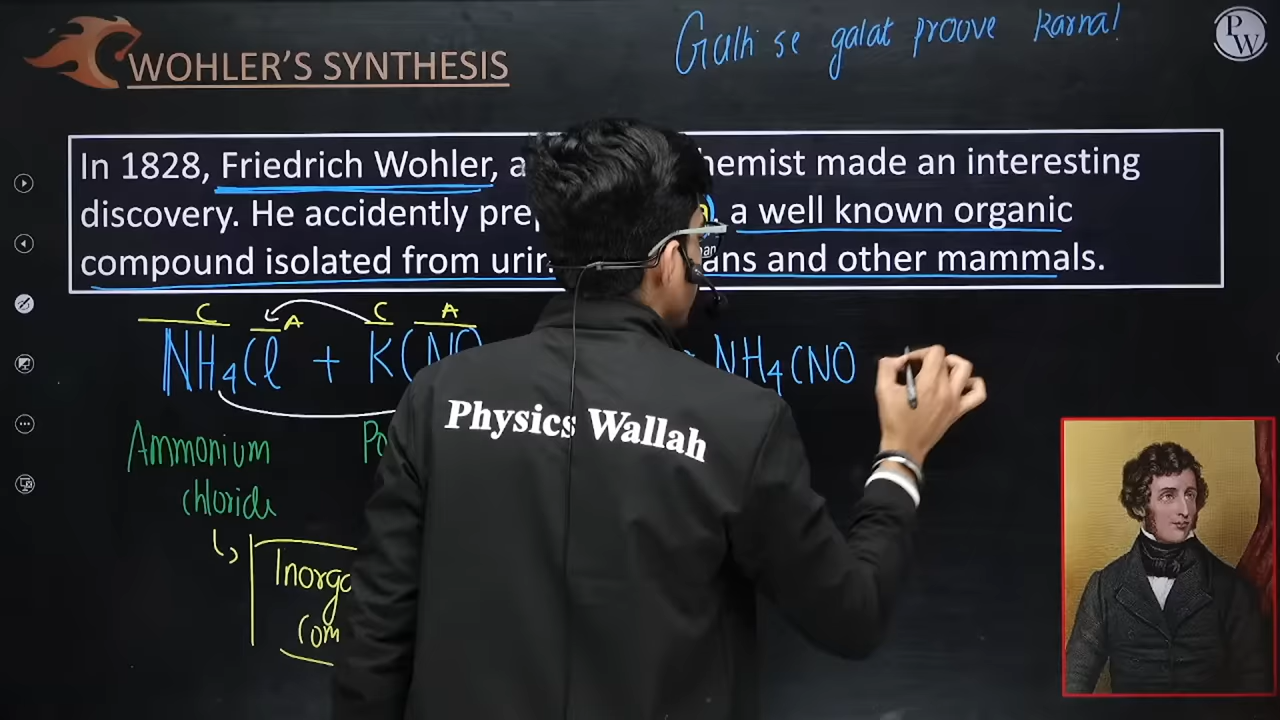 Galti se galat proove karna!
PW
WOHLER'S SYNTHESIS
In 1828, Friedrich Wohler, a hemist made an interesting
discovery. He accidently prep a), a well known organic
compound isolated from urin ans and other mammals.
C A C A
NH4Cl + K(NO NH4CNO
Physics Wallah
Ammonium Po
chloride
Inorga
Com